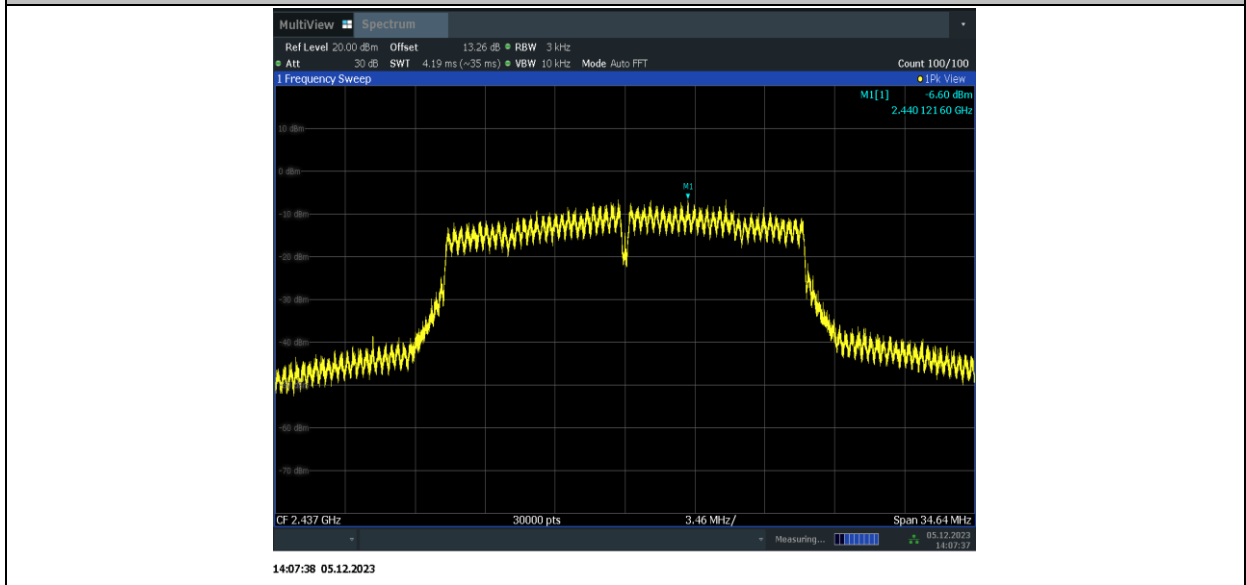 MultiView Spectrum
Ref Level 20.00 dBm Offset 13.26 dB RBW 3 kHz
Att 30 dB SWT 4.19 ms (~35 ms) VBW 10 kHz Mode Auto FFT Count 100/100
1 Frequency Sweep 1Pk View
M1[1] -6.60 dBm
2.440 121 60 GHz
10 dBm
0 dBm
M1
-10 dBm
-20 dBm
-30 dBm
-40 dBm
-60 dBm
-70 dBm
CF 2.437 GHz 30000 pts 3.46 MHz/ Span 34.64 MHz
Measuring... 05.12.2023
14:07:37
14:07:38 05.12.2023